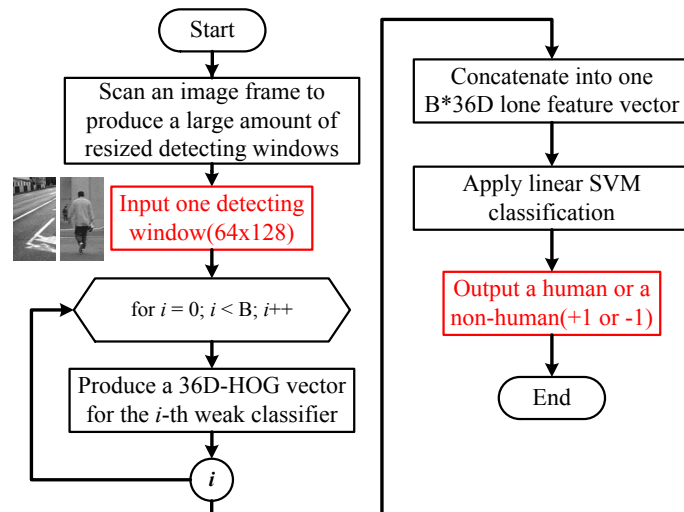 Start
Scan an image frame to
produce a large amount of
resized detecting windows
Input one detecting
window(64x128)
for i = 0; i < B; i++
Produce a 36D-HOG vector
for the i-th weak classifier
i
Concatenate into one
B*36D lone feature vector
Apply linear SVM
classification
Output a human or a
non-human(+1 or -1)
End